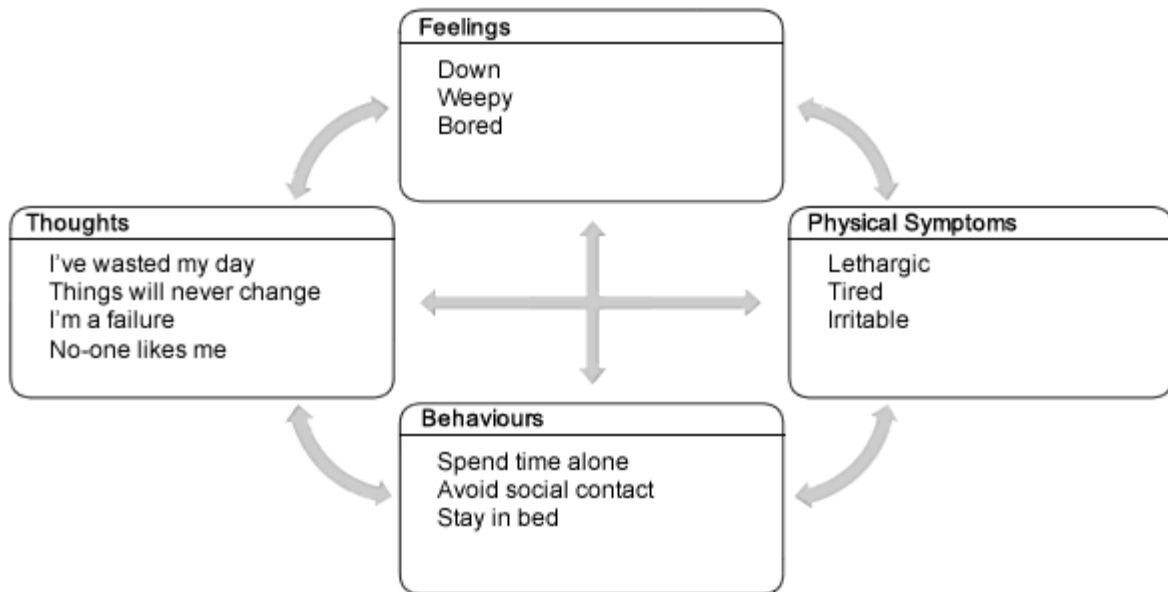 Feelings
Down
Weepy
Bored
Thoughts
I've wasted my day
Things will never change
I'm a failure
No-one likes me
Physical Symptoms
Lethargic
Tired
Irritable
Behaviours
Spend time alone
Avoid social contact
Stay in bed